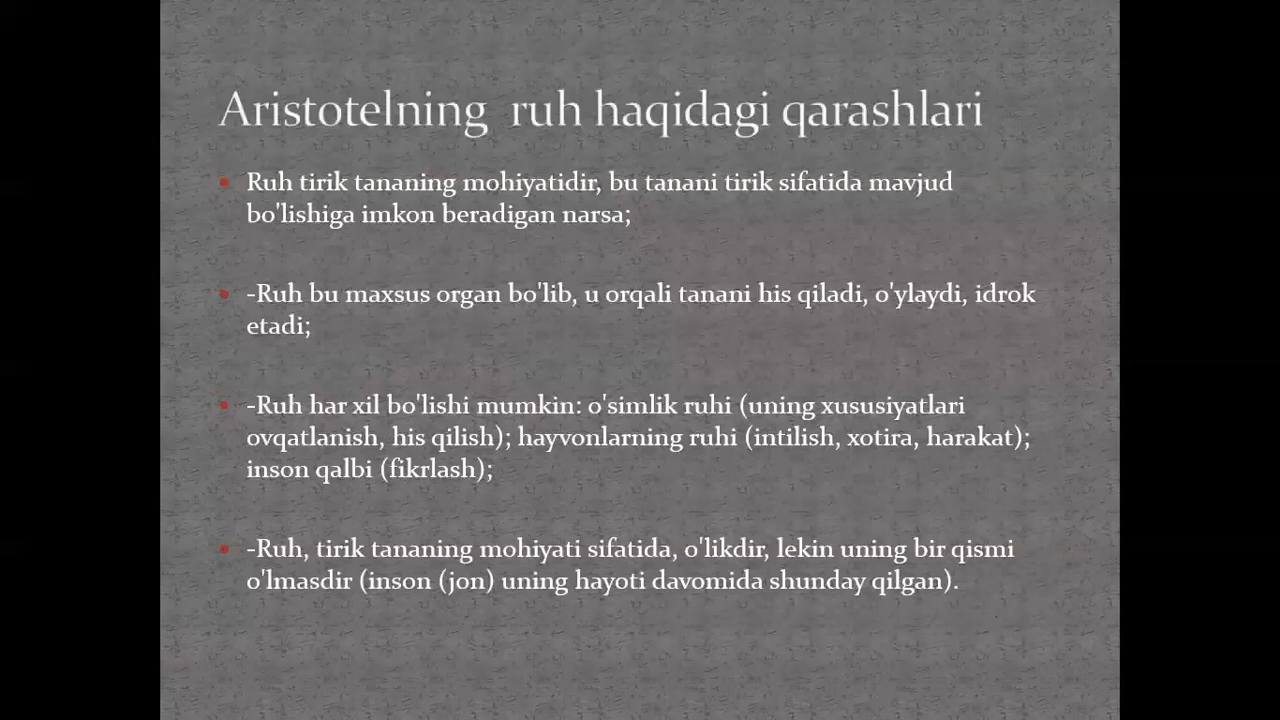 Aristotelning ruh haqidagi qarashlari
Ruh tirik tananing mohiyatidir, bu tanani tirik sifatida mavjud
bo'lishiga imkon beradigan narsa;
-Ruh bu maxsus organ bo'lib, u orqali tanani his qiladi, o'ylaydi, idrok
etadi;
-Ruh har xil bo'lishi mumkin: o'simlik ruhi (uning xususiyatlari
ovqatlanish, his qilish); hayvonlarning ruhi (intilish, xotira, harakat);
inson qalbi (fikrlash);
-Ruh, tirik tananing mohiyati sifatida, o'likdir, lekin uning bir qismi
o'lmasdir (inson (jon) uning hayoti davomida shunday qilgan).